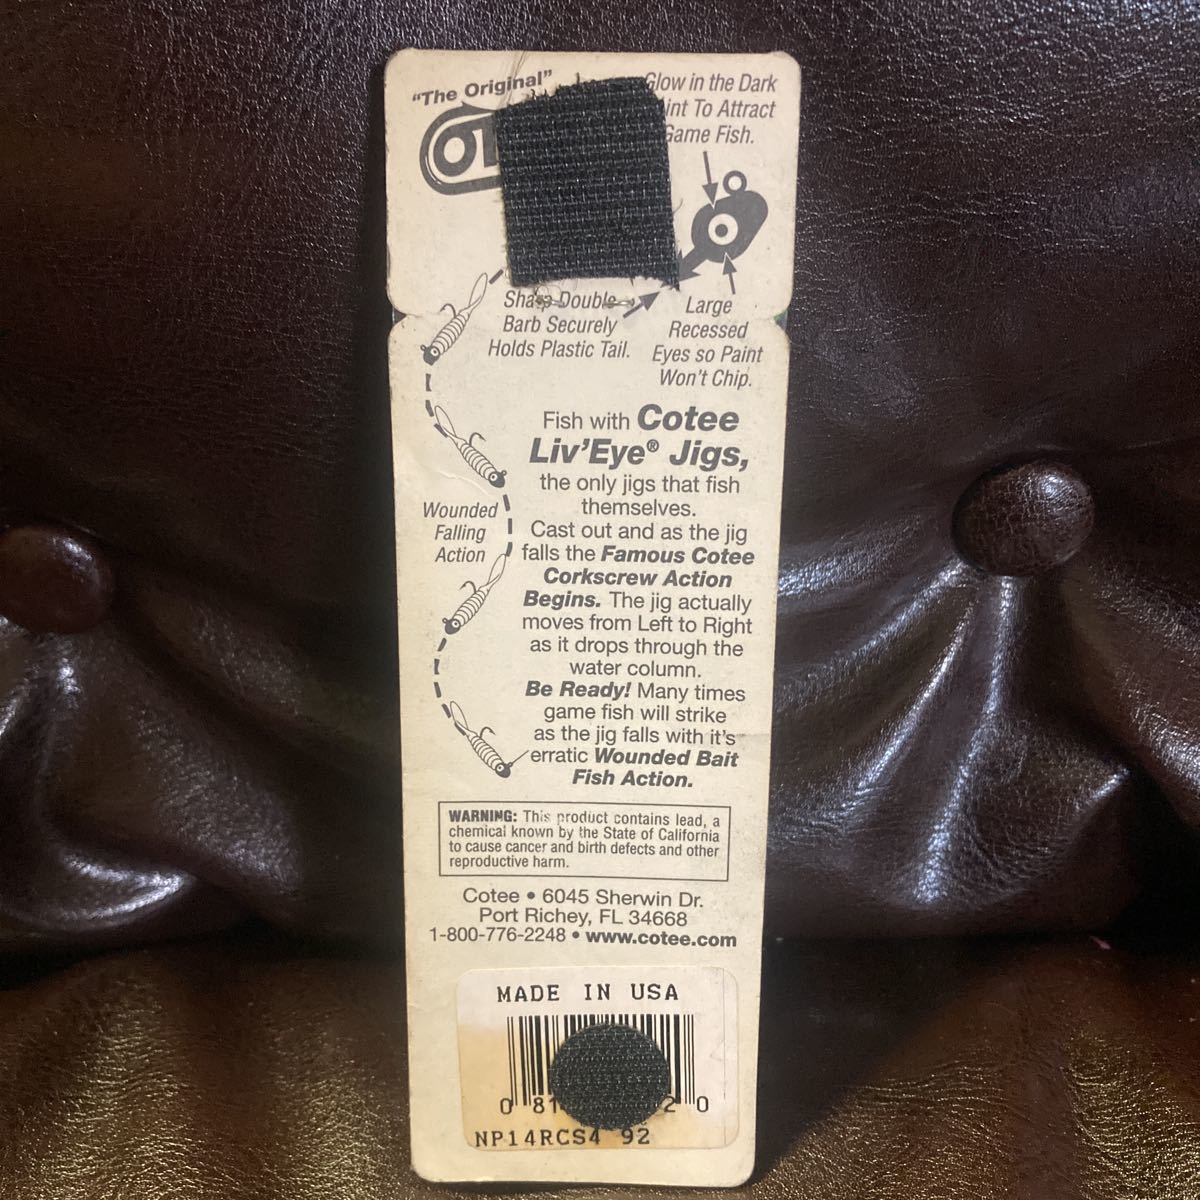 "The Original"
Glow in the Dark
To Attract
Game Fish.
Sharp Double
Barb Securely
Holds Plastic Tail.
Large
Recessed
Eyes so Paint
Won't Chip.
Wounded
Falling
Action
Fish with Cotee
Liv'Eye® Jigs,
the only jigs that fish
themselves.
Cast out and as the jig
falls the Famous Cotee
Corkscrew Action
Begins. The jig actually
moves from Left to Right
as it drops through the
water column.
Be Ready! Many times
game fish will strike
as the jig falls with it's
erratic Wounded Bait
Fish Action.
WARNING: This product contains lead, a
chemical known by the State of California
to cause cancer and birth defects and other
reproductive harm.
Cotee • 6045 Sherwin Dr.
Port Richey, FL 34668
1-800-776-2248 • www.cotee.com
MADE IN USA
0 81 2 0
NP14RCS4 92